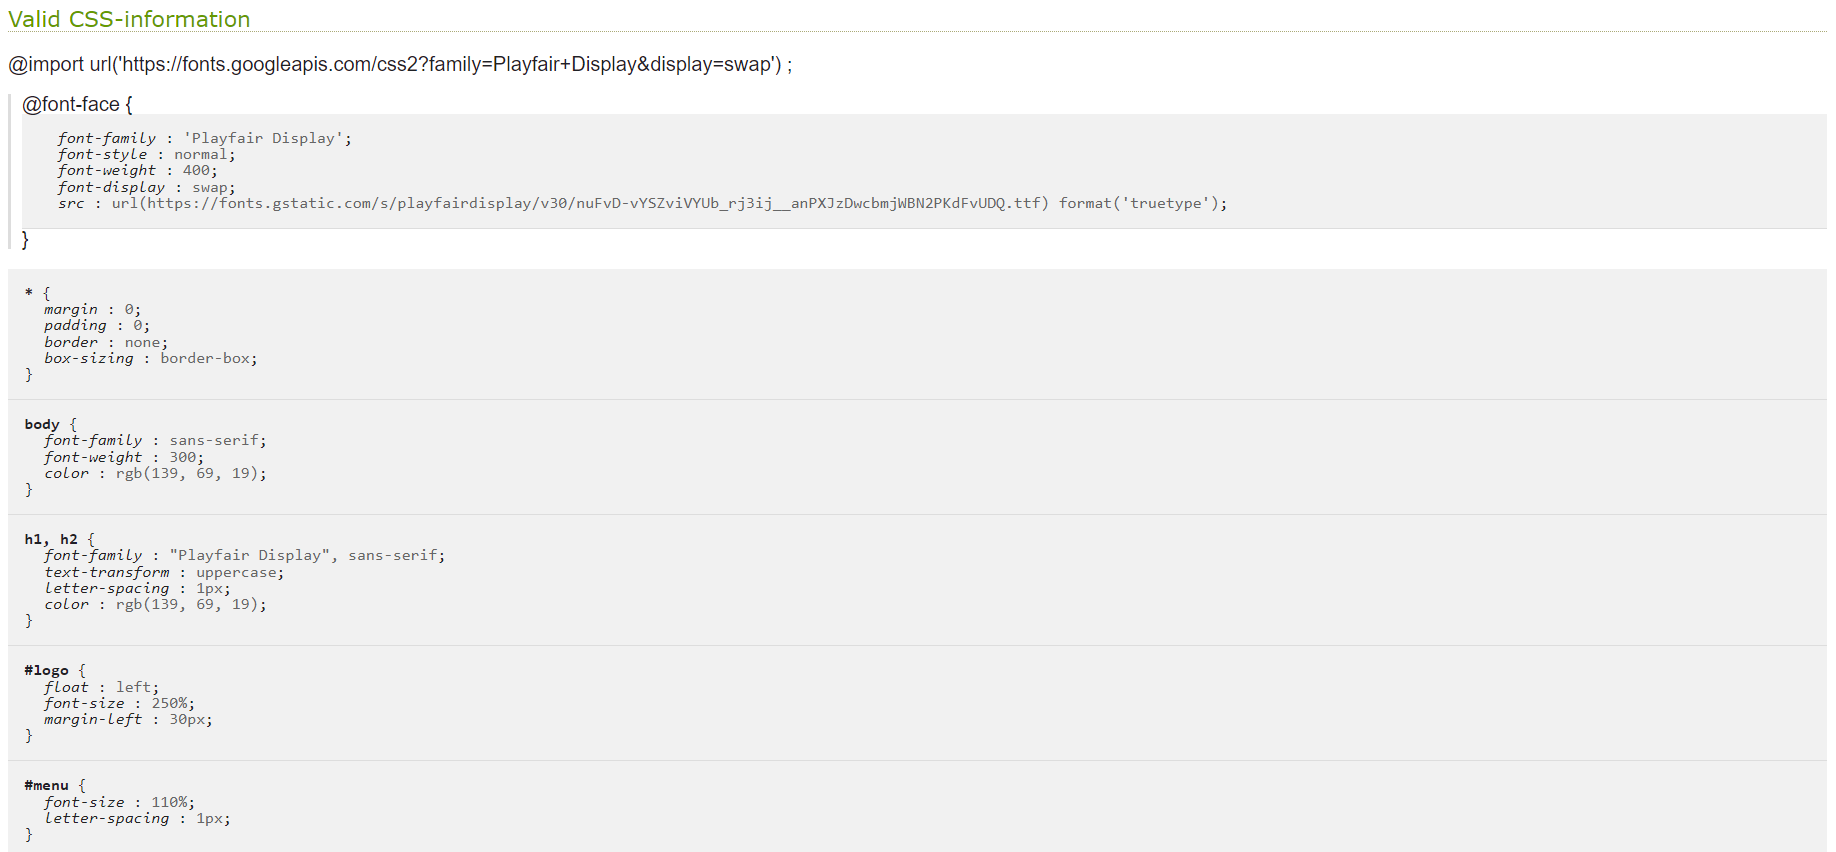 Valid CSS-information
@import url('https://fonts.googleapis.com/css2?family=Playfair+Display&display=swap') ;
@font-face {
font-family : 'Playfair Display';
font-style : normal;
font-weight : 400;
font-display : swap;
src : url(https://fonts.gstatic.com/s/playfairdisplay/v30/nuFvD-vYSZviVYUb_rj3ij__anPXJzDwcbmjWBN2PKdFvUDQ.ttf) format('truetype');
}
* {
margin : 0;
padding : 0;
border : none;
box-sizing : border-box;
}
body {
font-family : sans-serif;
font-weight : 300;
color : rgb(139, 69, 19);
}
h1, h2 {
font-family : "Playfair Display", sans-serif;
text-transform : uppercase;
letter-spacing : 1px;
color : rgb(139, 69, 19);
}
#logo {
float : left;
font-size : 250%;
margin-left : 30px;
}
#menu {
font-size : 110%;
letter-spacing : 1px;
}